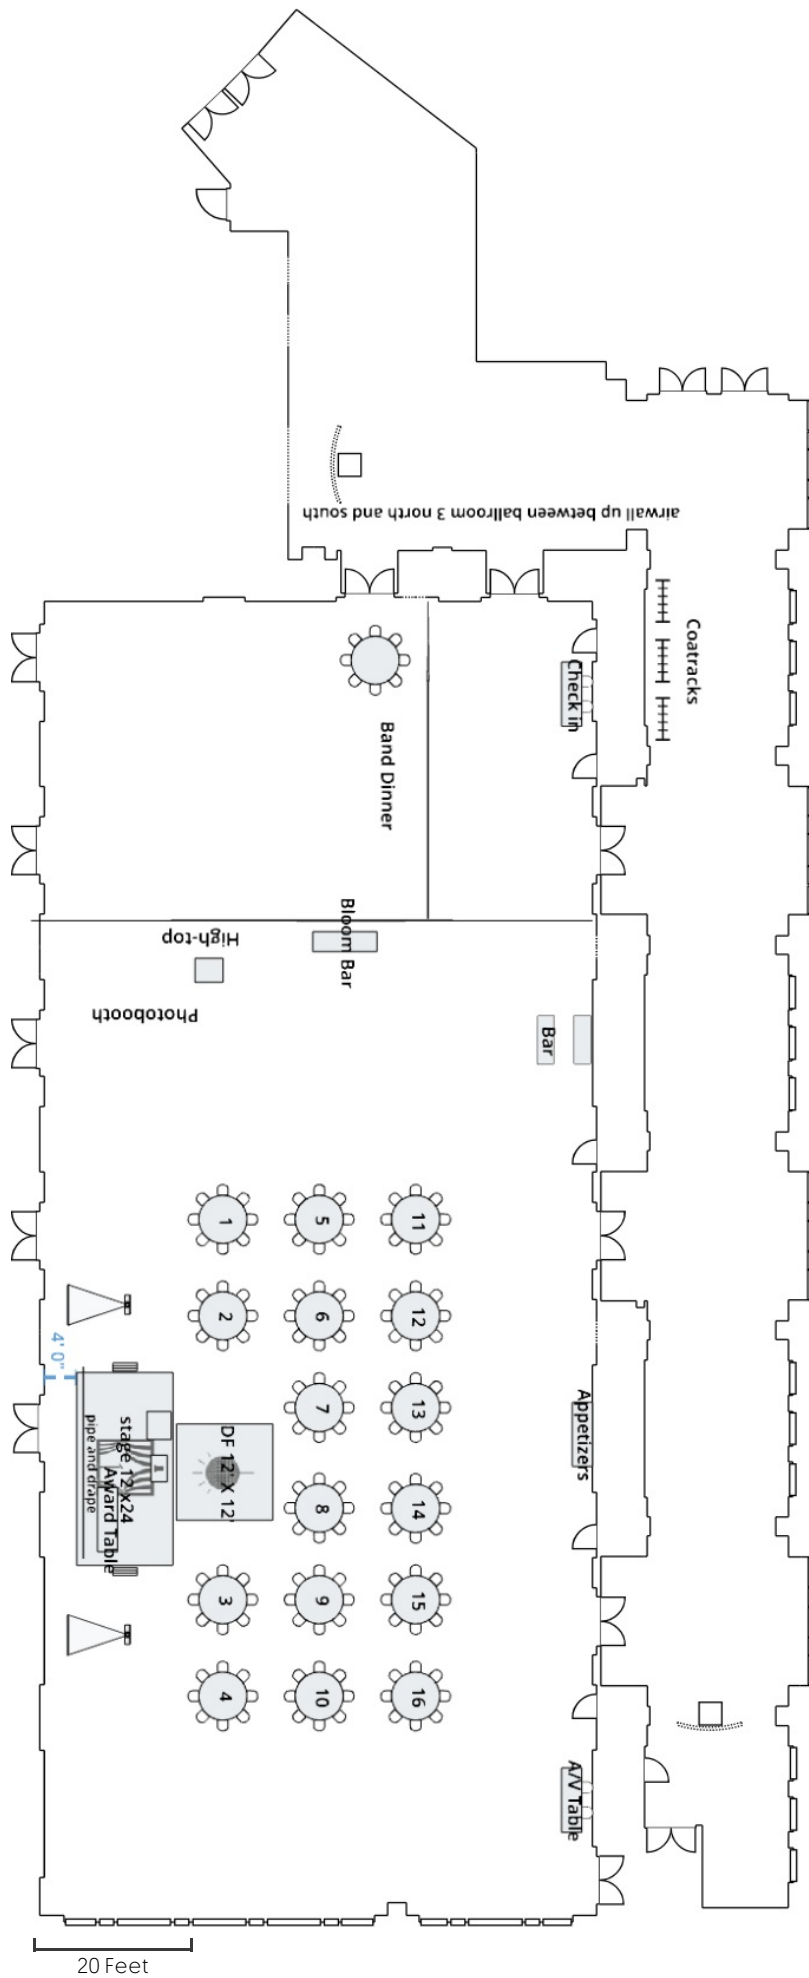 airwall up between ballroom 3 north and south
Coatracks
Check in
Band Dinner
High-top
Bloom Bar
Photobooth
Bar
1
5
11
2
6
12
4' 0"
7
13
Appetizers
stage 12'x24
pipe and drape
Award Table
DF 12' X 12'
8
14
3
9
15
4
10
16
A/V Table
20 Feet